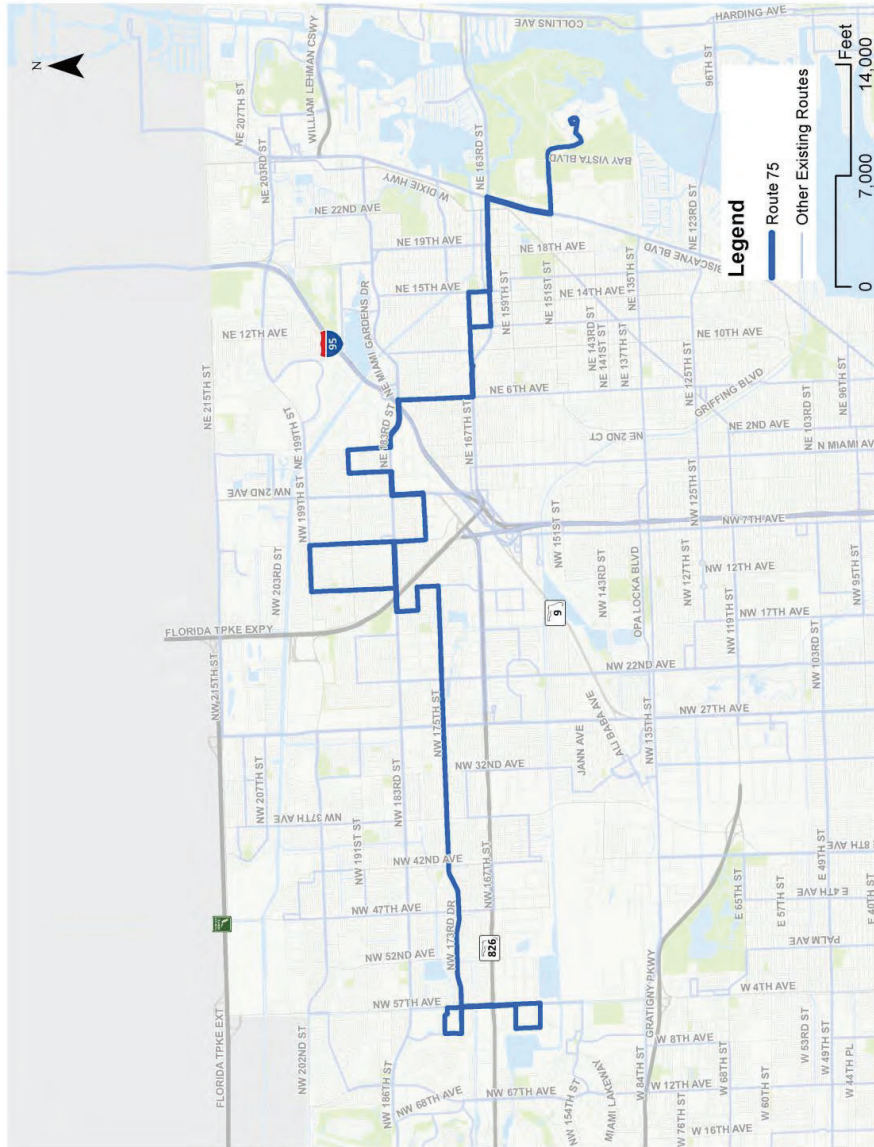 N
FLORIDA TPKE EXT
NW 215TH ST
NE 215TH ST
NE 207TH ST
WILLIAM LEHMAN CSWY
NW 207TH ST
FLORIDA TPKE EXPY
NW 203RD ST
NE 203RD ST
NW 202ND ST
NW 199TH ST
NE 199TH ST
NW 2ND AVE
NE 12TH AVE
95
NE MIAMI GARDENS DR
NE 22ND AVE
W DIXIE HWY
NW 37TH AVE
NW 191ST ST
NW 186TH ST
NW 183RD ST
NE 183RD ST
NE 15TH AVE
NE 19TH AVE
NW 68TH AVE
NW 57TH AVE
NW 52ND AVE
NW 47TH AVE
NW 42ND AVE
NW 173RD DR
NW 175TH ST
826
NW 167TH ST
NE 167TH ST
NE 163RD ST
COLLINS AVE
NE 159TH ST
NW 32ND AVE
NE 6TH AVE
NW 67TH AVE
NW 154TH ST
NW 151ST ST
NE 151ST ST
NE 18TH AVE
BAY VISTA BLVD
9
JANN AVE
ALI BABA AVE
NW 143RD ST
NE 143RD ST
NE 141ST ST
NE 14TH AVE
MIAMI LAKEWAY
NW 22ND AVE
NE 137TH ST
NE 135TH ST
W 84TH ST
GRATIGNY PKWY
NW 135TH ST
OPA LOCKA BLVD
NE 2ND CT
NW 27TH AVE
W 8TH AVE
W 12TH AVE
W 4TH AVE
W 76TH ST
NW 127TH ST
NW 125TH ST
NE 125TH ST
NE 123RD ST
BISCAYNE BLVD
GRIFFING BLVD
NE 10TH AVE
W 68TH ST
E 65TH ST
NW 119TH ST
NW 17TH AVE
NW 12TH AVE
NW 7TH AVE
NE 2ND AVE
96TH ST
HARDING AVE
W 16TH AVE
W 60TH ST
PALM AVE
E 57TH ST
E 4TH AVE
W 53RD ST
W 49TH ST
E 49TH ST
NW 103RD ST
NE 103RD ST
N MIAMI AV
W 44TH PL
E 40TH ST
E 8TH AVE
NW 95TH ST
NE 96TH ST
Legend
Route 75
Other Existing Routes
0 7,000 14,000
Feet